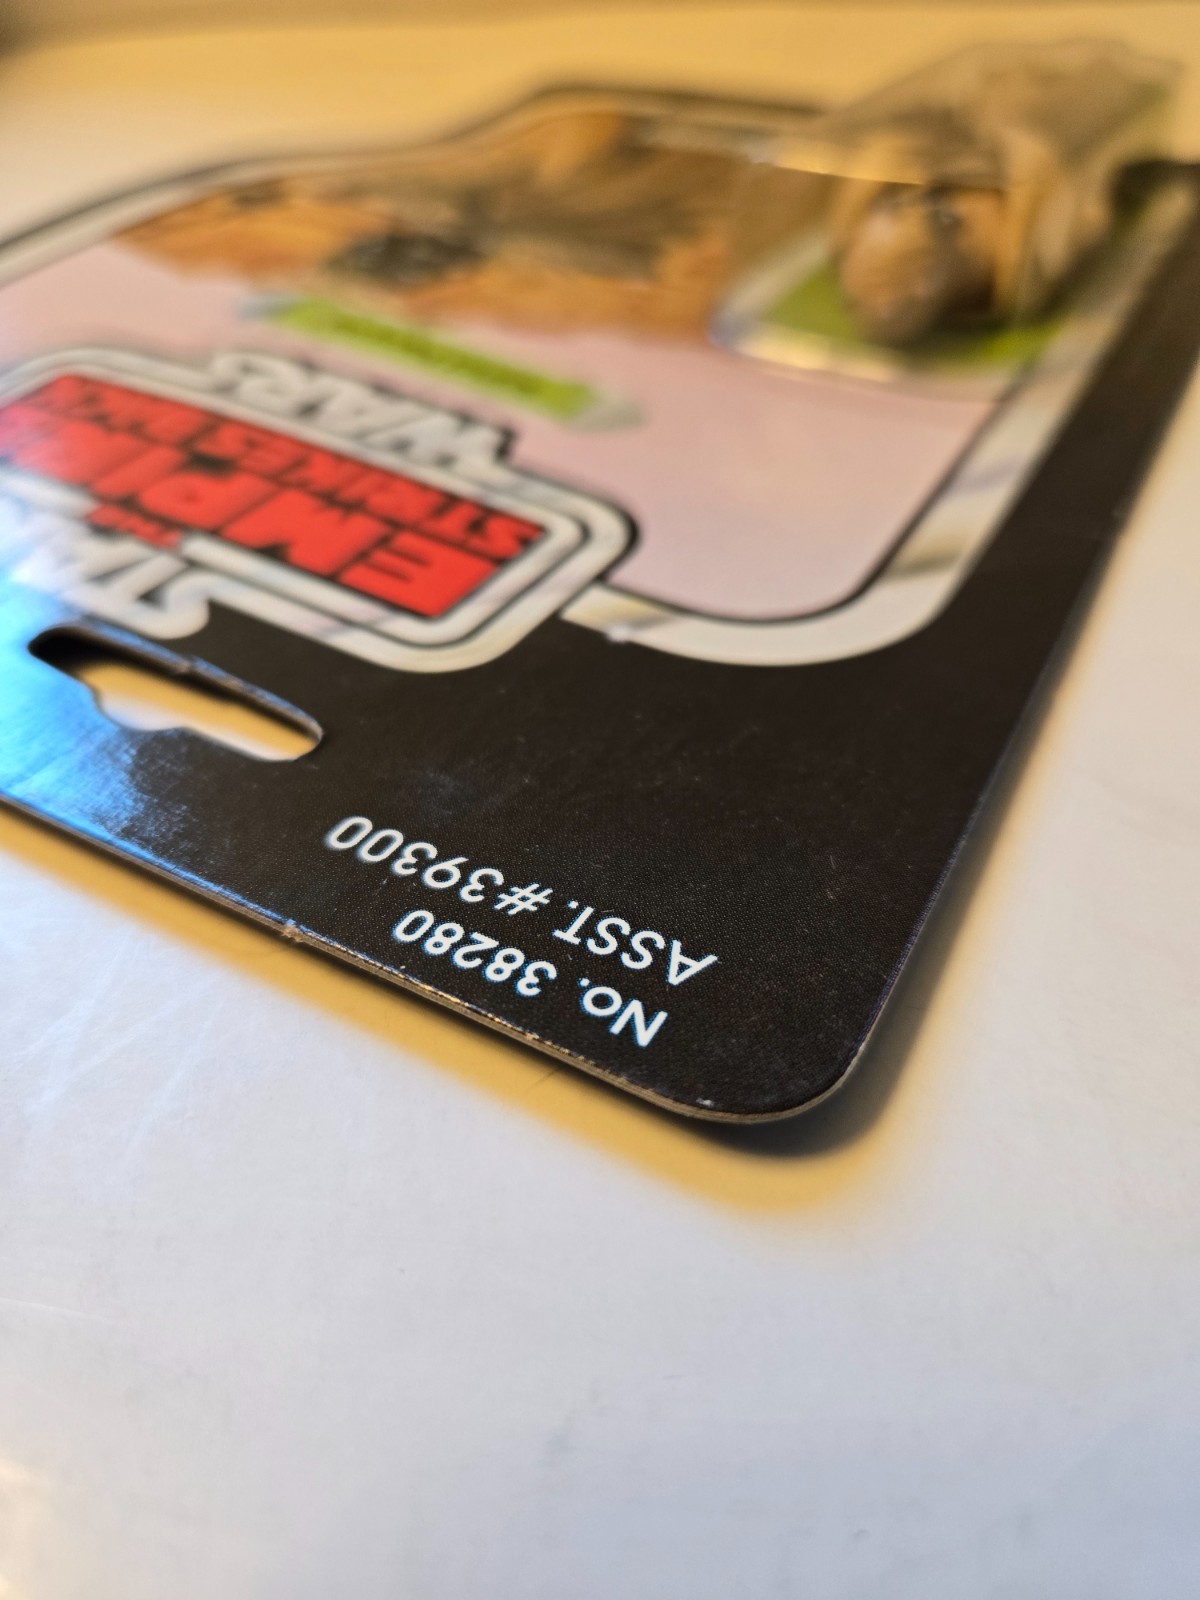 No. 38280
ASST. #39300
STAR
THE
EMPIRE
STRIKES BACK
WARS